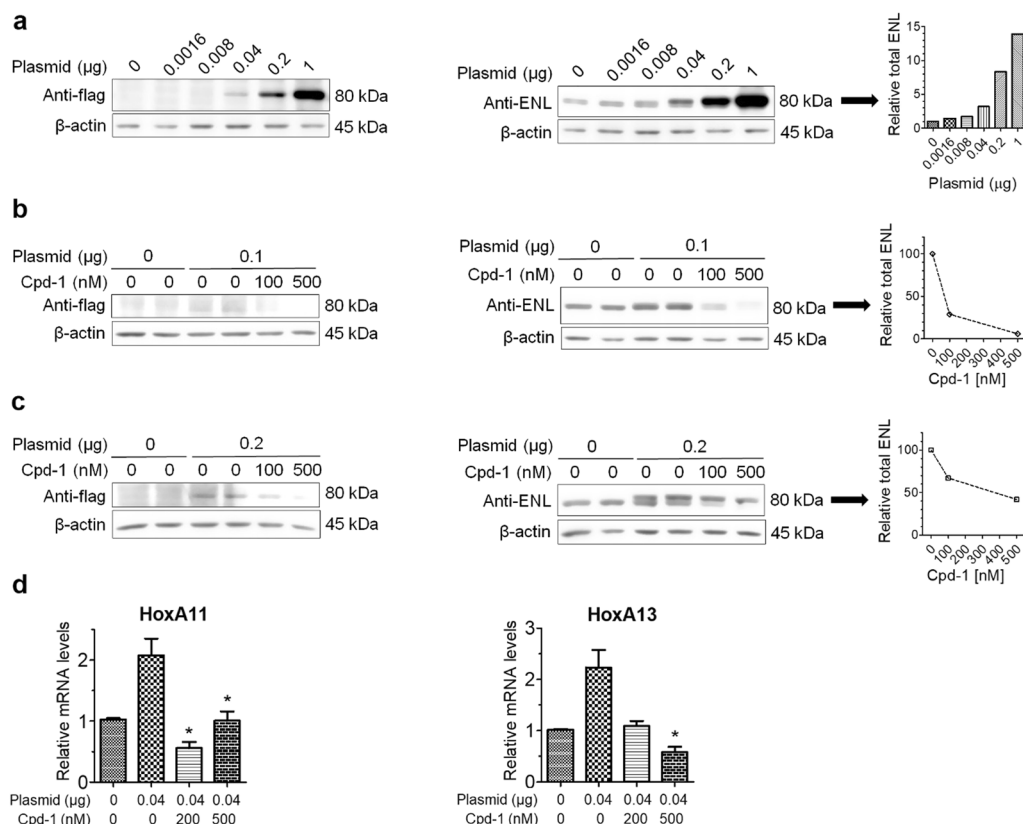 a
Plasmid (µg) 0 0.0016 0.008 0.04 0.2 1
Anti-flag 80 kDa
β-actin 45 kDa
Plasmid (µg) 0 0.0016 0.008 0.04 0.2 1
Anti-ENL 80 kDa
β-actin 45 kDa
Relative total ENL
15
10
5
0
0 0.0016 0.008 0.04 0.2 1
Plasmid (µg)
b
Plasmid (µg) 0 0.1
Cpd-1 (nM) 0 0 0 0 100 500
Anti-flag 80 kDa
β-actin 45 kDa
Plasmid (µg) 0 0.1
Cpd-1 (nM) 0 0 0 0 100 500
Anti-ENL 80 kDa
β-actin 45 kDa
Relative total ENL
100
50
0
0 100 200 300 400 500
Cpd-1 [nM]
c
Plasmid (µg) 0 0.2
Cpd-1 (nM) 0 0 0 0 100 500
Anti-flag 80 kDa
β-actin 45 kDa
Plasmid (µg) 0 0.2
Cpd-1 (nM) 0 0 0 0 100 500
Anti-ENL 80 kDa
β-actin 45 kDa
Relative total ENL
100
50
0
0 100 200 300 400 500
Cpd-1 [nM]
d
HoxA11
Relative mRNA levels
2
1
0
* *
Plasmid (µg) 0 0.04 0.04 0.04
Cpd-1 (nM) 0 0 200 500
HoxA13
Relative mRNA levels
3
2
1
0
*
Plasmid (µg) 0 0.04 0.04 0.04
Cpd-1 (nM) 0 0 200 500